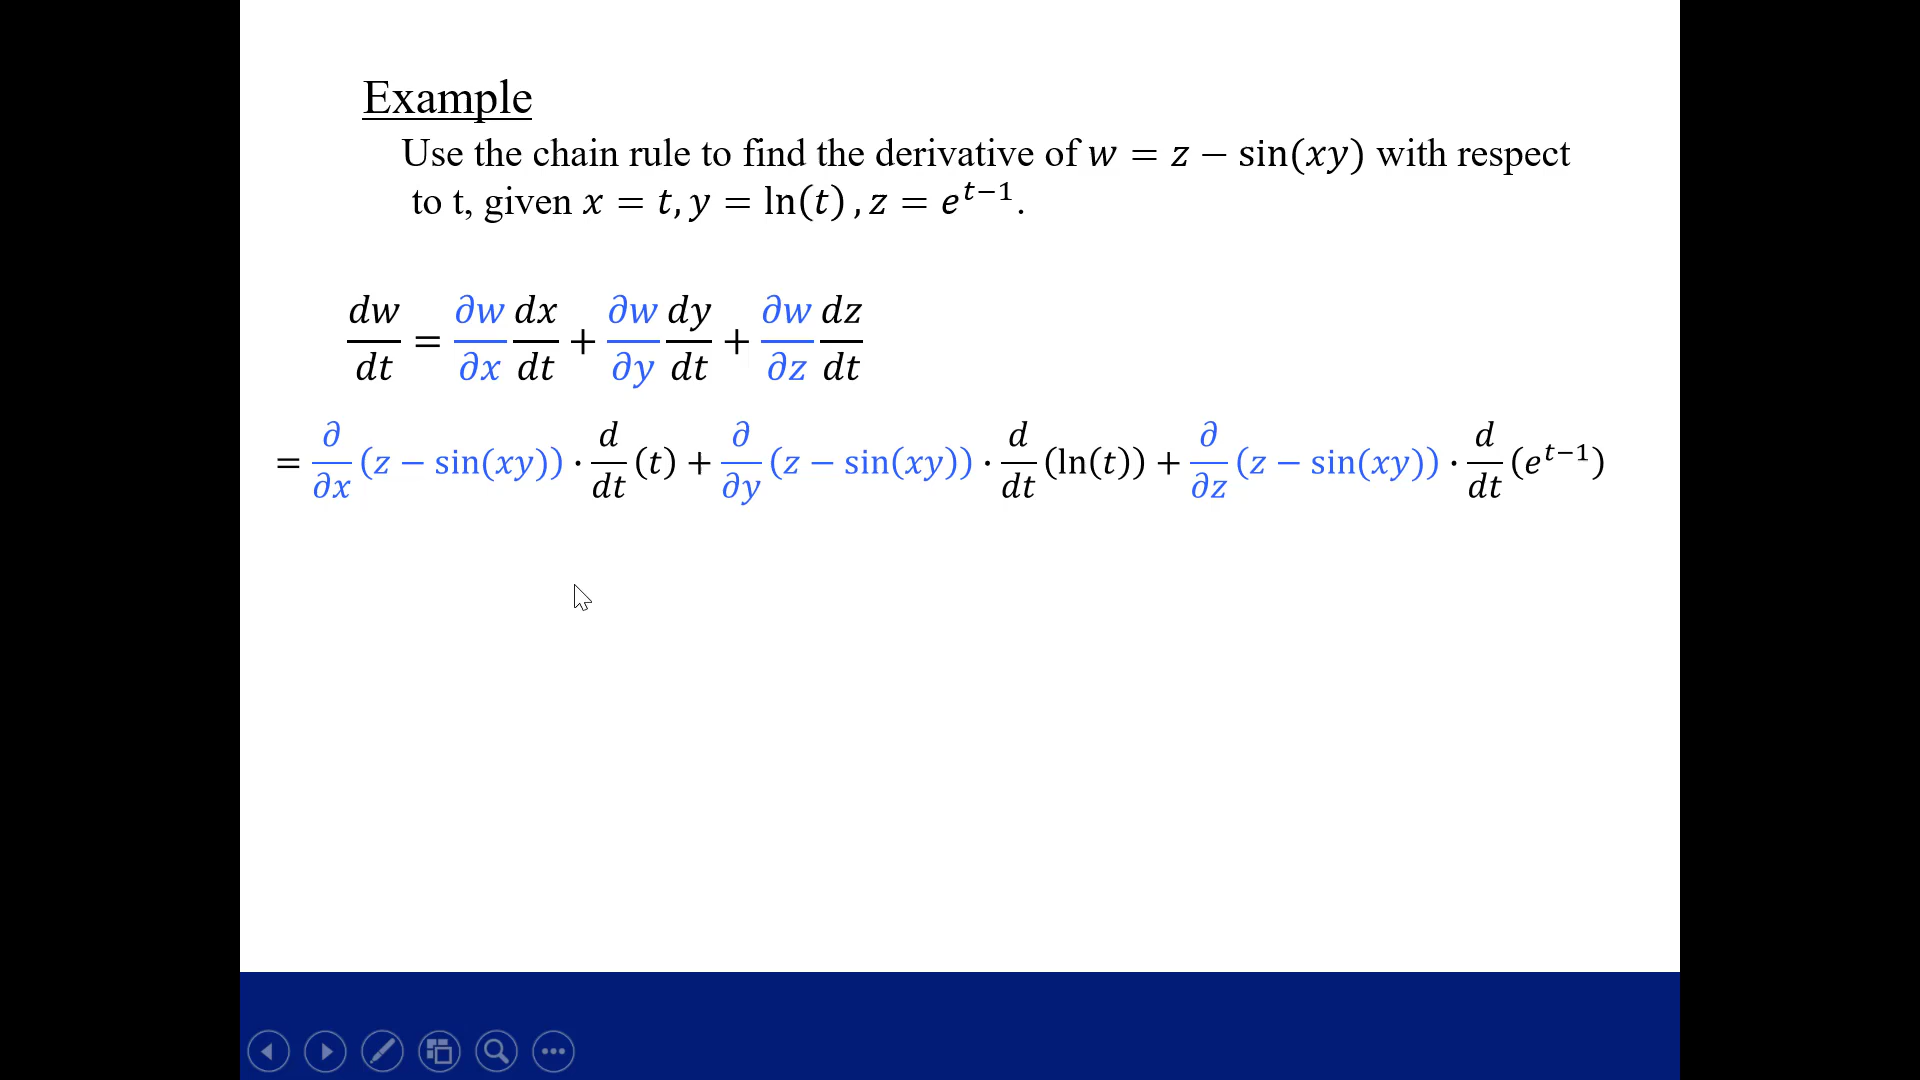 Example
Use the chain rule to find the derivative of w = z − sin(xy) with respect
to t, given x = t, y = ln(t) , z = e^{t−1}.
dw/dt = ∂w/∂x dx/dt + ∂w/∂y dy/dt + ∂w/∂z dz/dt
= ∂/∂x (z − sin(xy)) · d/dt (t) + ∂/∂y (z − sin(xy)) · d/dt (ln(t)) + ∂/∂z (z − sin(xy)) · d/dt (e^{t−1})